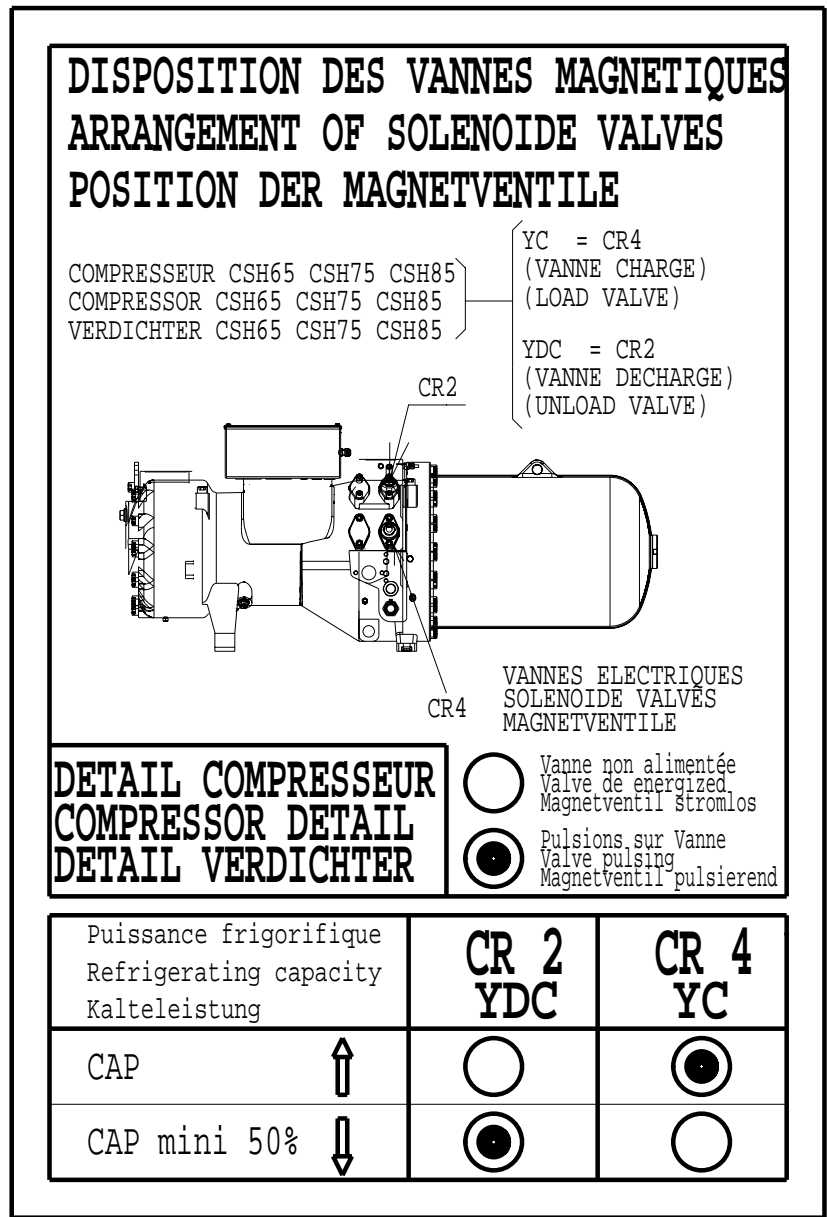 DISPOSITION DES VANNES MAGNETIQUES
ARRANGEMENT OF SOLENOIDE VALVES
POSITION DER MAGNETVENTILE
COMPRESSEUR CSH65 CSH75 CSH85
COMPRESSOR CSH65 CSH75 CSH85
VERDICHTER CSH65 CSH75 CSH85
YC = CR4
(VANNE CHARGE)
(LOAD VALVE)
YDC = CR2
(VANNE DECHARGE)
(UNLOAD VALVE)
CR2
CR4
VANNES ELECTRIQUES
SOLENOIDE VALVES
MAGNETVENTILE
DETAIL COMPRESSEUR
COMPRESSOR DETAIL
DETAIL VERDICHTER
Vanne non alimentée
Valve de energized
Magnetventil stromlos
Pulsions sur Vanne
Valve pulsing
Magnetventil pulsierend
Puissance frigorifique
Refrigerating capacity
Kalteleistung
CR 2
YDC
CR 4
YC
CAP
CAP mini 50%